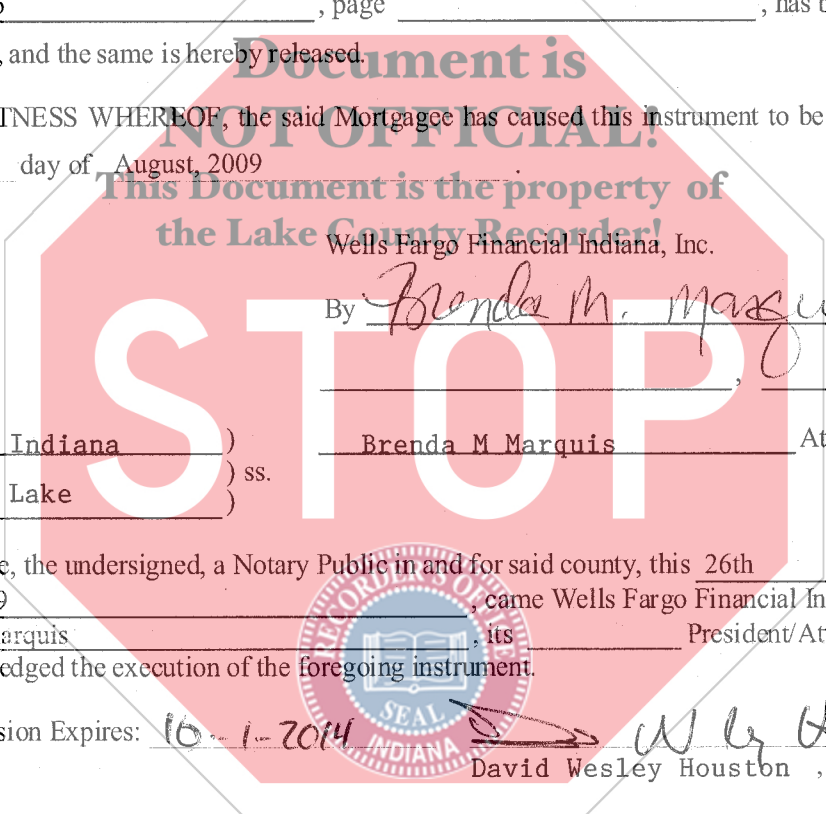 , page , has b
, and the same is hereby released.
Document is
NOT OFFICIAL!
This Document is the property of
the Lake County Recorder!
TNESS WHEREOF, the said Mortgagee has caused this instrument to be
day of August, 2009 .
Wells Fargo Financial Indiana, Inc.
By Brenda M. Marqu
,
STOP
Indiana )
) ss.
Lake )
Brenda M Marquis At
e, the undersigned, a Notary Public in and for said county, this 26th
9 , came Wells Fargo Financial In
arquis , its President/At
edged the execution of the foregoing instrument.
RECORDER'S OFFICE
SEAL
INDIANA
sion Expires: 10-1-2014
David Wesley Houston ,